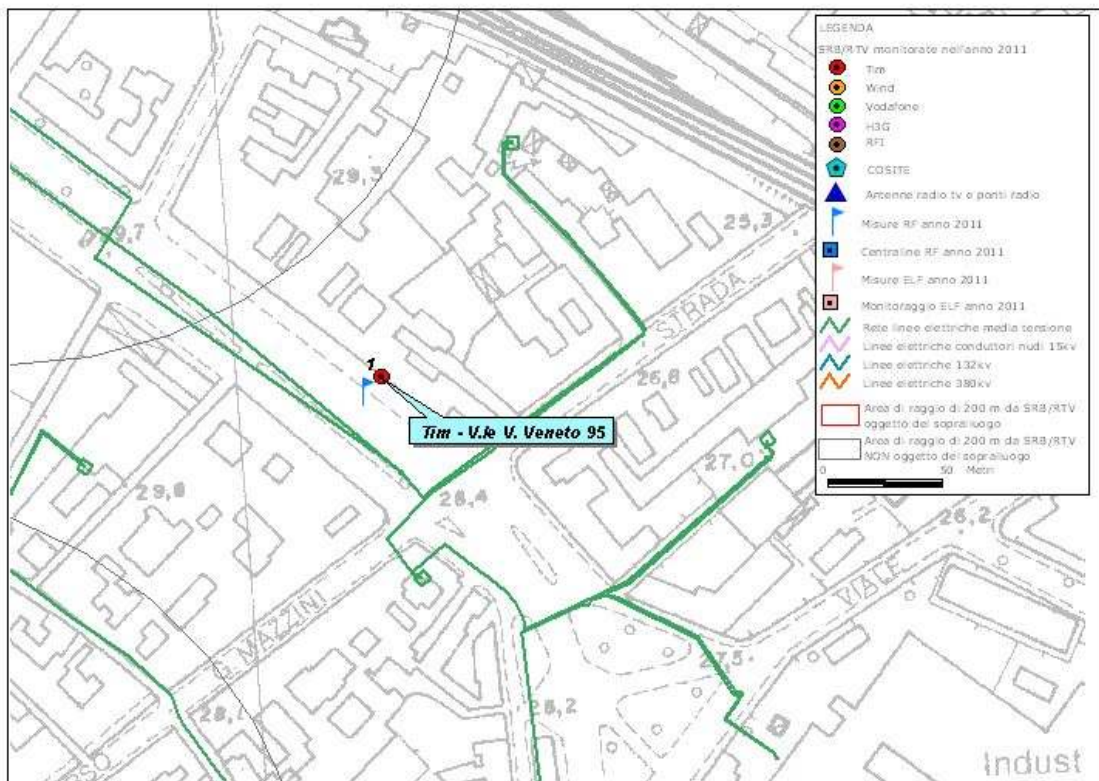 LEGENDA
SRB/RTV monitorate nell'anno 2011
Tim
Wind
Vodafone
H3G
RFI
COSITE
Antenne radio tv e ponti radio
Misure RF anno 2011
Centraline RF anno 2011
Misure ELF anno 2011
Monitoraggio ELF anno 2011
Rete linee elettriche media tensione
Linee elettriche conduttori nudi 15kv
Linee elettriche 132kv
Linee elettriche 380kv
Area di raggio di 200 m da SRB/RTV
oggetto del sopralluogo
Area di raggio di 200 m da SRB/RTV
NON oggetto del sopralluogo
0 50 Metri
29,3
25,3
29,7
STRADA
26,8
1
Tim - V.le V. Veneto 95
27,0
29,8
28,4
26,2
VIALE
G MAZZINI
27,5
28,2
Indust